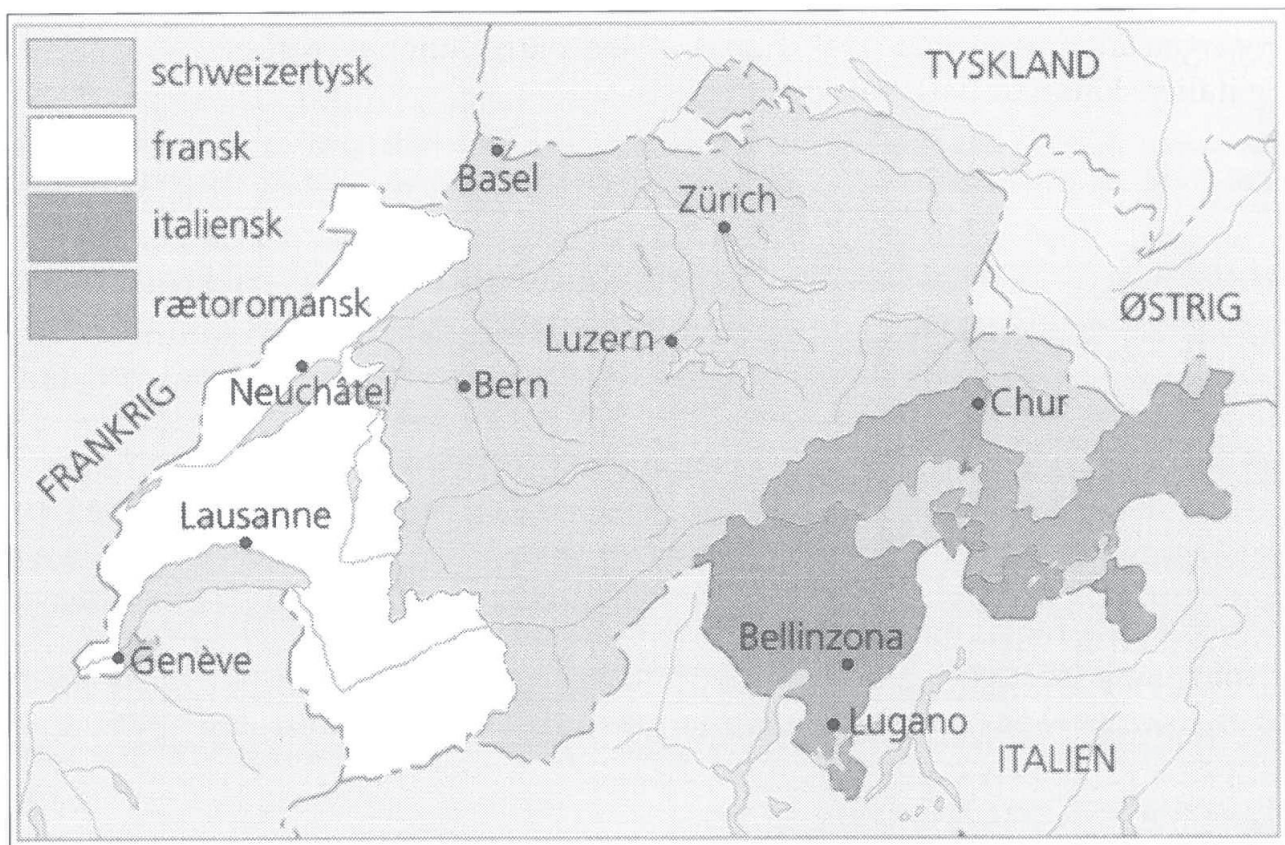 schweizertysk
fransk
italiensk
rætoromansk
TYSKLAND
Basel
Zürich
ØSTRIG
Luzern
Neuchâtel
Bern
Chur
FRANKRIG
Lausanne
Bellinzona
Genève
Lugano
ITALIEN